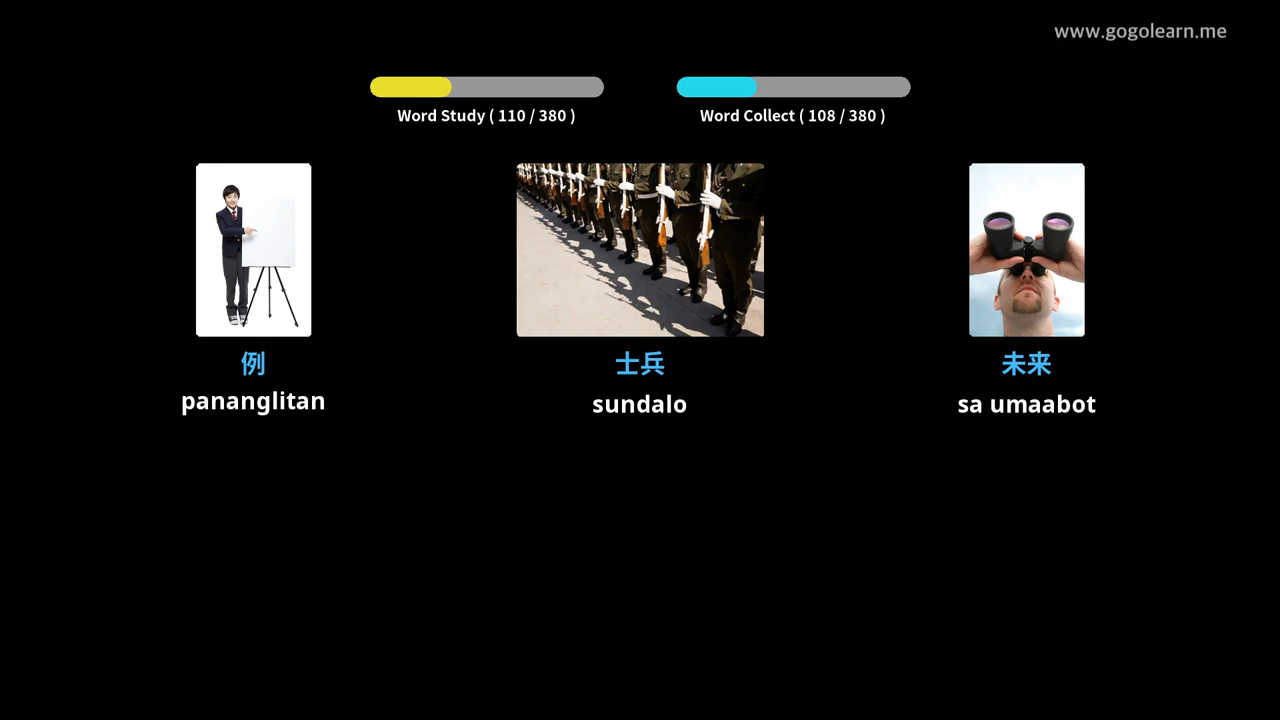 www.gogolearn.me
Word Study ( 110 / 380 )
Word Collect ( 108 / 380 )
例
pananglitan
士兵
sundalo
未来
sa umaabot